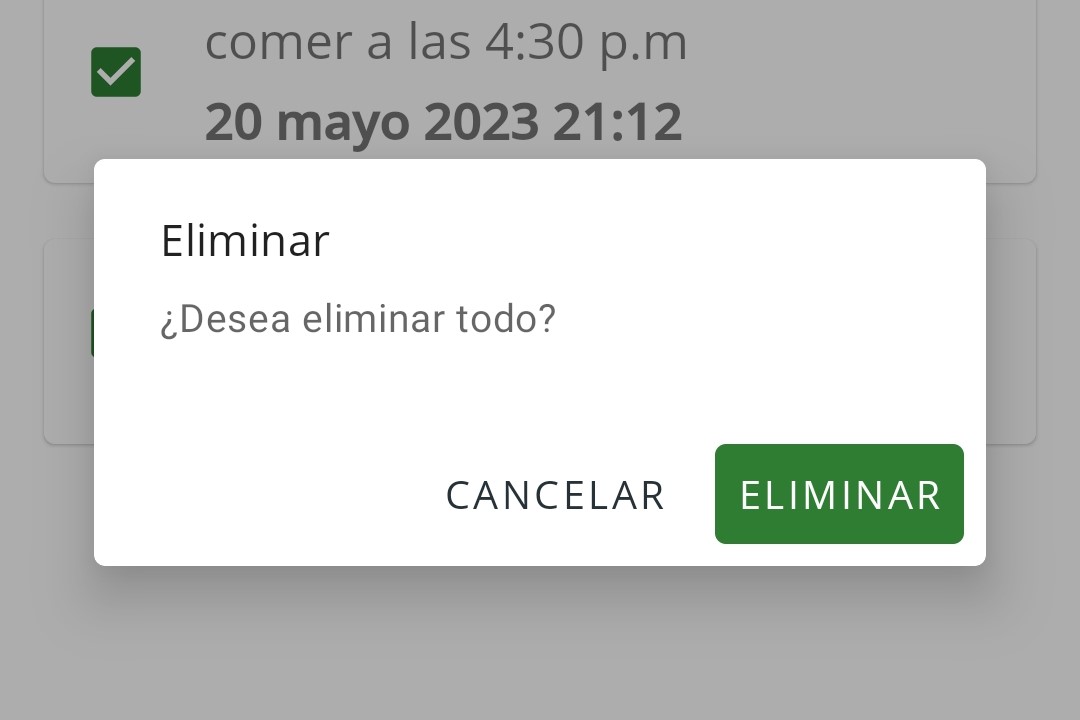 comer a las 4:30 p.m
20 mayo 2023 21:12
Eliminar
¿Desea eliminar todo?
CANCELAR ELIMINAR